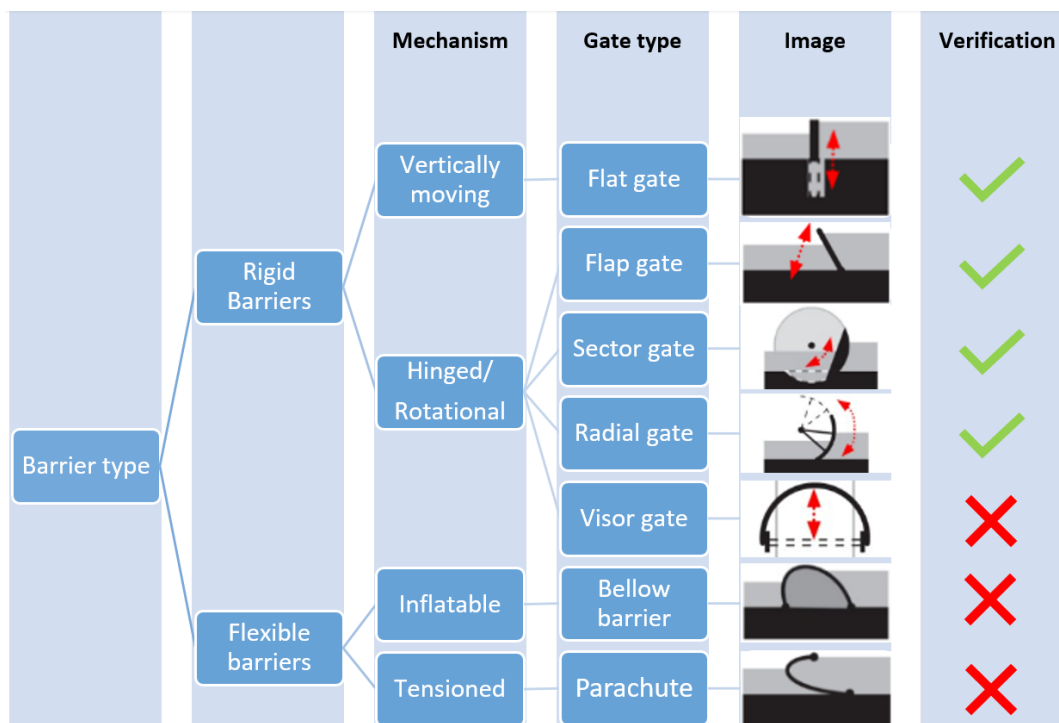 Mechanism
Gate type
Image
Verification
Vertically
moving
Flat gate
Rigid
Barriers
Flap gate
Hinged/
Rotational
Sector gate
Radial gate
Barrier type
Visor gate
Flexible
barriers
Inflatable
Bellow
barrier
Tensioned
Parachute